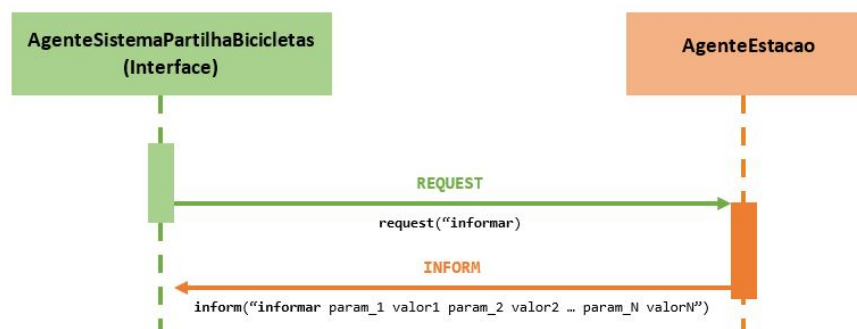 AgenteSistemaPartilhaBicicletas
(Interface)
AgenteEstacao
REQUEST
request(“informar)
INFORM
inform(“informar param_1 valor1 param_2 valor2 … param_N valorN”)